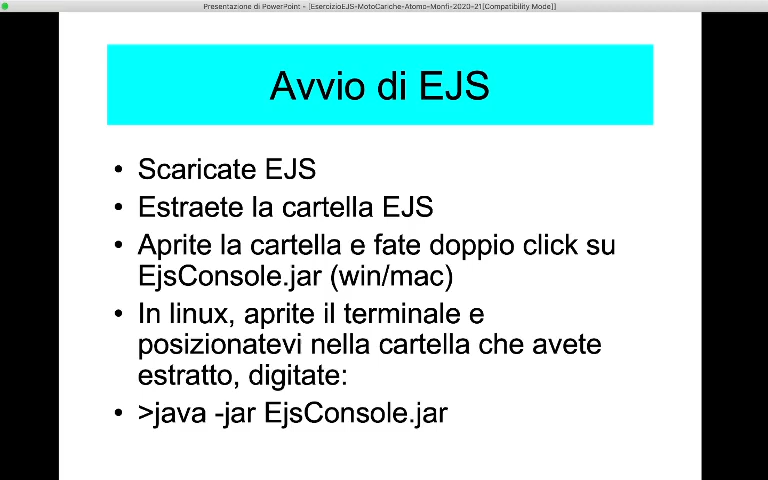 Presentazione di PowerPoint - [EsercizioEJS-MotoCariche-Atomo-Monfi-2020-21[Compatibility Mode]]
Avvio di EJS
• Scaricate EJS
• Estraete la cartella EJS
• Aprite la cartella e fate doppio click su
EjsConsole.jar (win/mac)
• In linux, aprite il terminale e
posizionatevi nella cartella che avete
estratto, digitate:
• >java -jar EjsConsole.jar